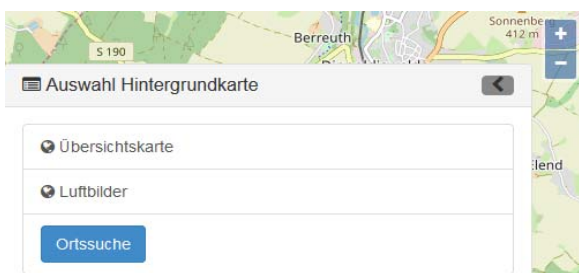 Sonnenberg
412 m
Berreuth
S 190
+
Auswahl Hintergrundkarte
-
Übersichtskarte
Elend
Luftbilder
Ortssuche